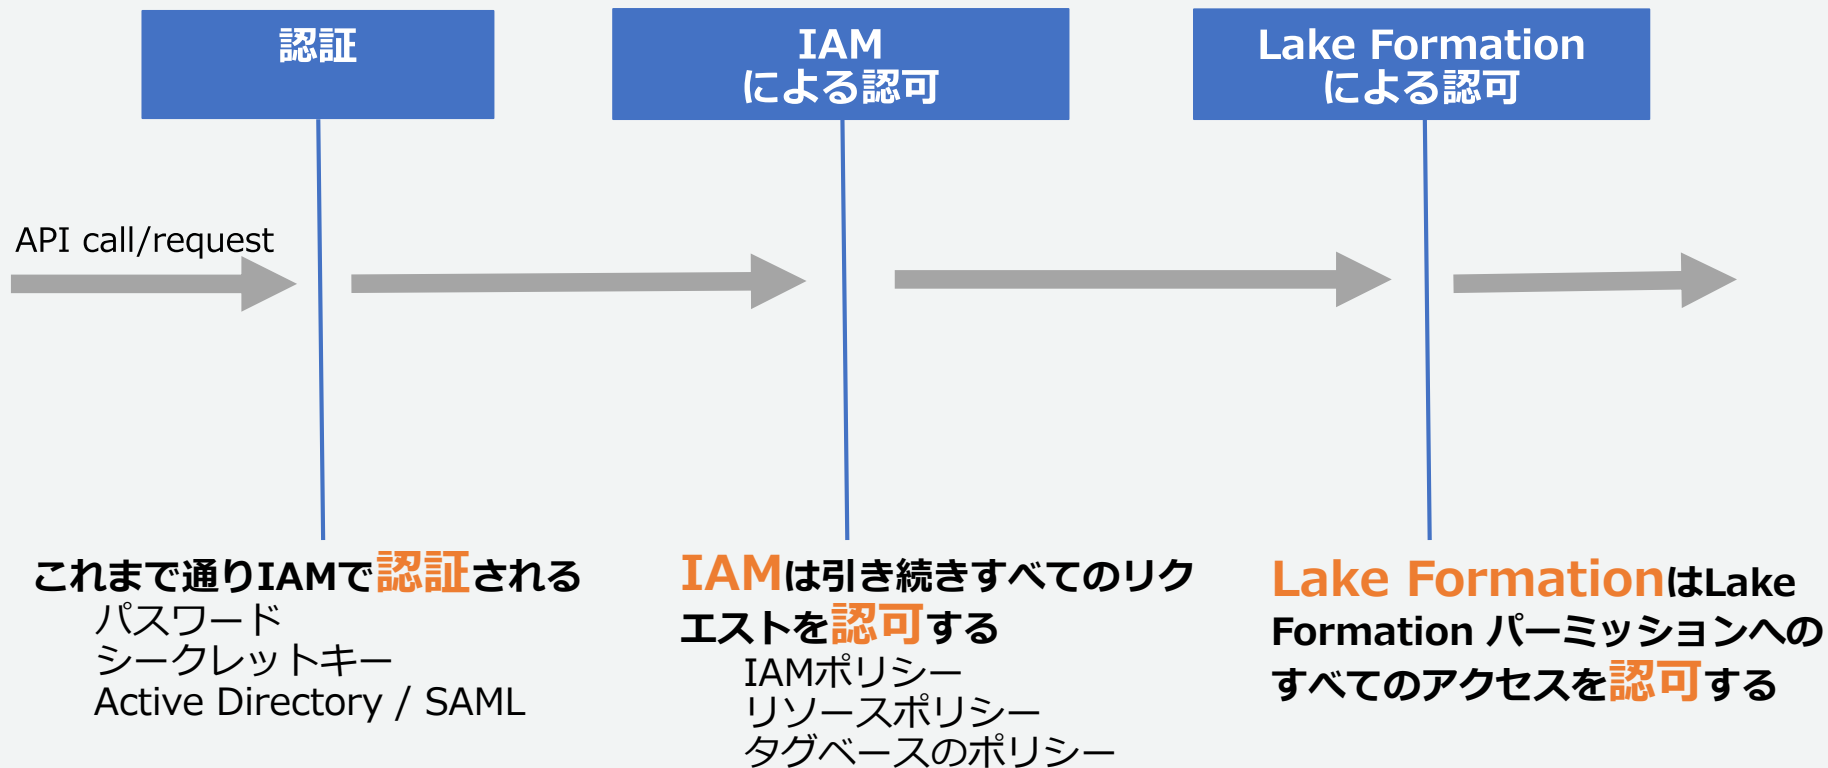 認証
IAM
による認可
Lake Formation
による認可
API call/request
これまで通りIAMで認証される
パスワード
シークレットキー
Active Directory / SAML
IAMは引き続きすべてのリク
エストを認可する
IAMポリシー
リソースポリシー
タグベースのポリシー
Lake FormationはLake
Formation パーミッションへの
すべてのアクセスを認可する